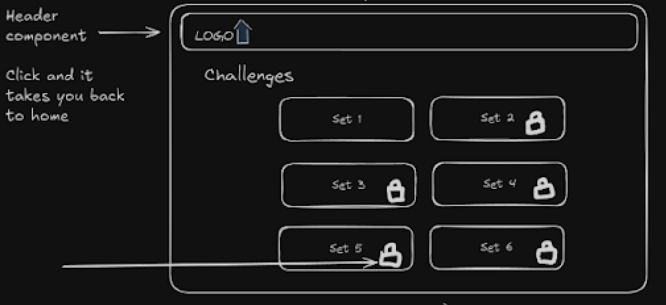 Header
component
Click and it
takes you back
to home
LOGO
Challenges
Set 1
Set 2
Set 3
Set 4
Set 5
Set 6